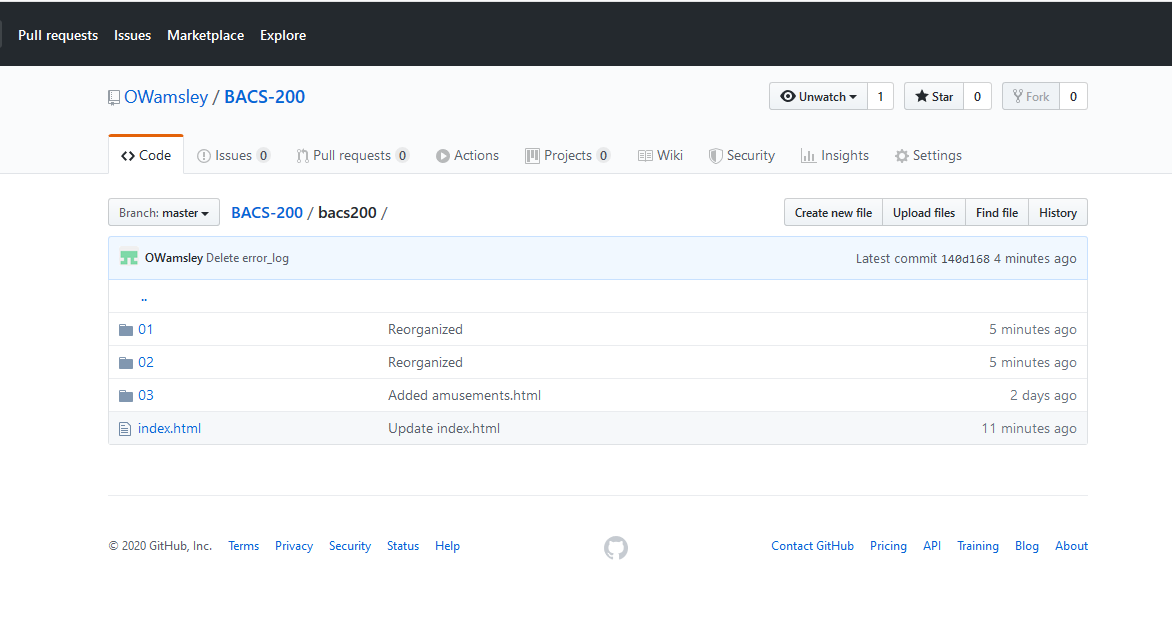 Pull requests Issues Marketplace Explore
OWamsley / BACS-200 Unwatch 1 Star 0 Fork 0
Code Issues 0 Pull requests 0 Actions Projects 0 Wiki Security Insights Settings
Branch: master BACS-200 / bacs200 / Create new file Upload files Find file History
OWamsley Delete error_log Latest commit 140d168 4 minutes ago
..
01 Reorganized 5 minutes ago
02 Reorganized 5 minutes ago
03 Added amusements.html 2 days ago
index.html Update index.html 11 minutes ago
© 2020 GitHub, Inc. Terms Privacy Security Status Help Contact GitHub Pricing API Training Blog About